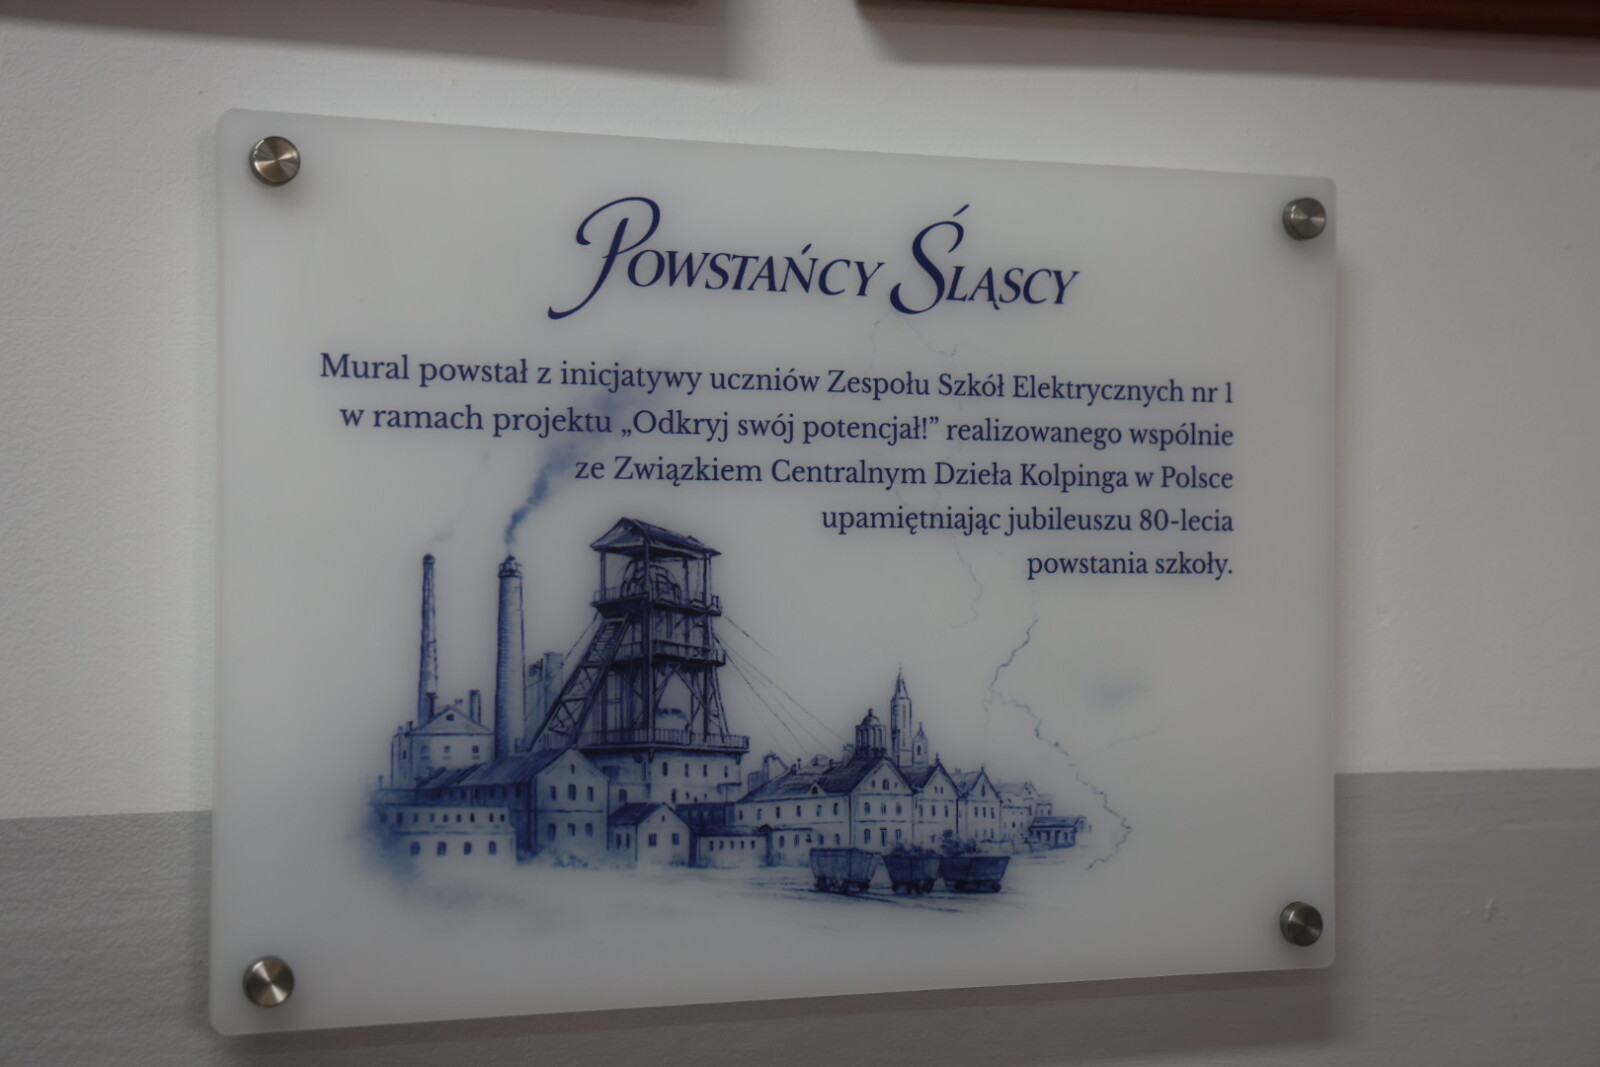 Powstańcy Śląscy
Mural powstał z inicjatywy uczniów Zespołu Szkół Elektrycznych nr 1
w ramach projektu „Odkryj swój potencjał!” realizowanego wspólnie
ze Związkiem Centralnym Dzieła Kolpinga w Polsce
upamiętniając jubileuszu 80-lecia
powstania szkoły.